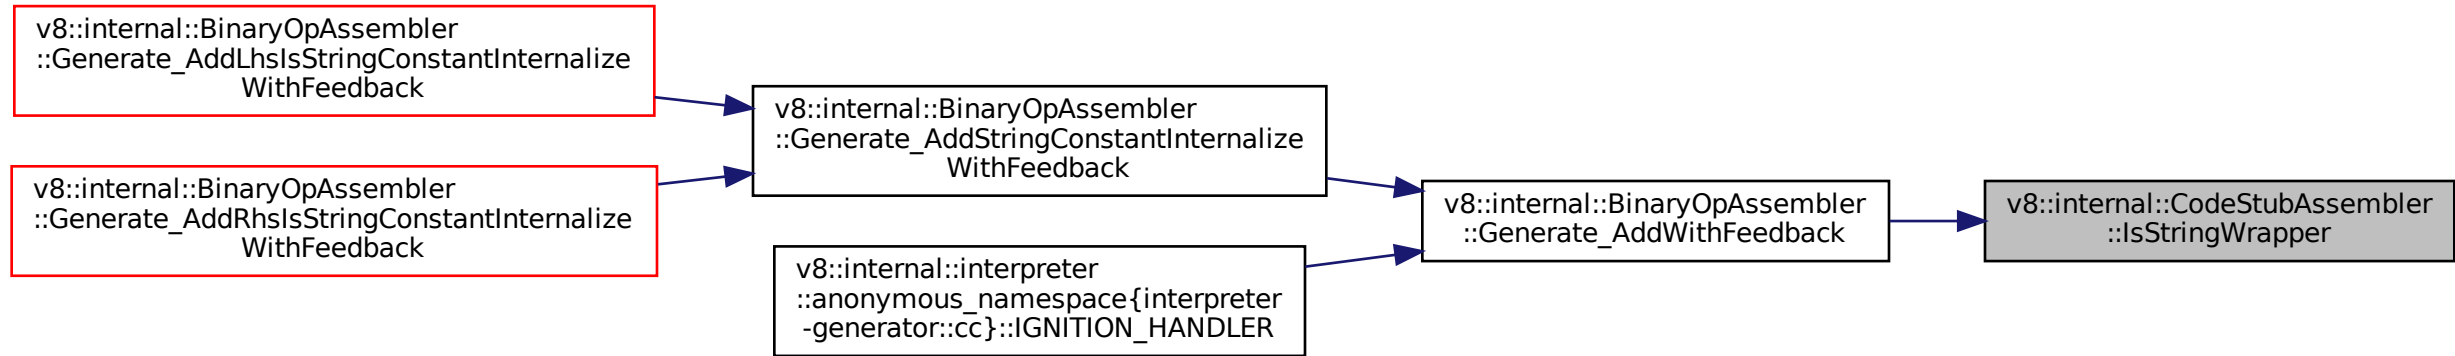 v8::internal::BinaryOpAssembler
::Generate_AddLhsIsStringConstantInternalize
WithFeedback
v8::internal::BinaryOpAssembler
::Generate_AddRhsIsStringConstantInternalize
WithFeedback
v8::internal::BinaryOpAssembler
::Generate_AddStringConstantInternalize
WithFeedback
v8::internal::interpreter
::anonymous_namespace{interpreter
-generator::cc}::IGNITION_HANDLER
v8::internal::BinaryOpAssembler
::Generate_AddWithFeedback
v8::internal::CodeStubAssembler
::IsStringWrapper